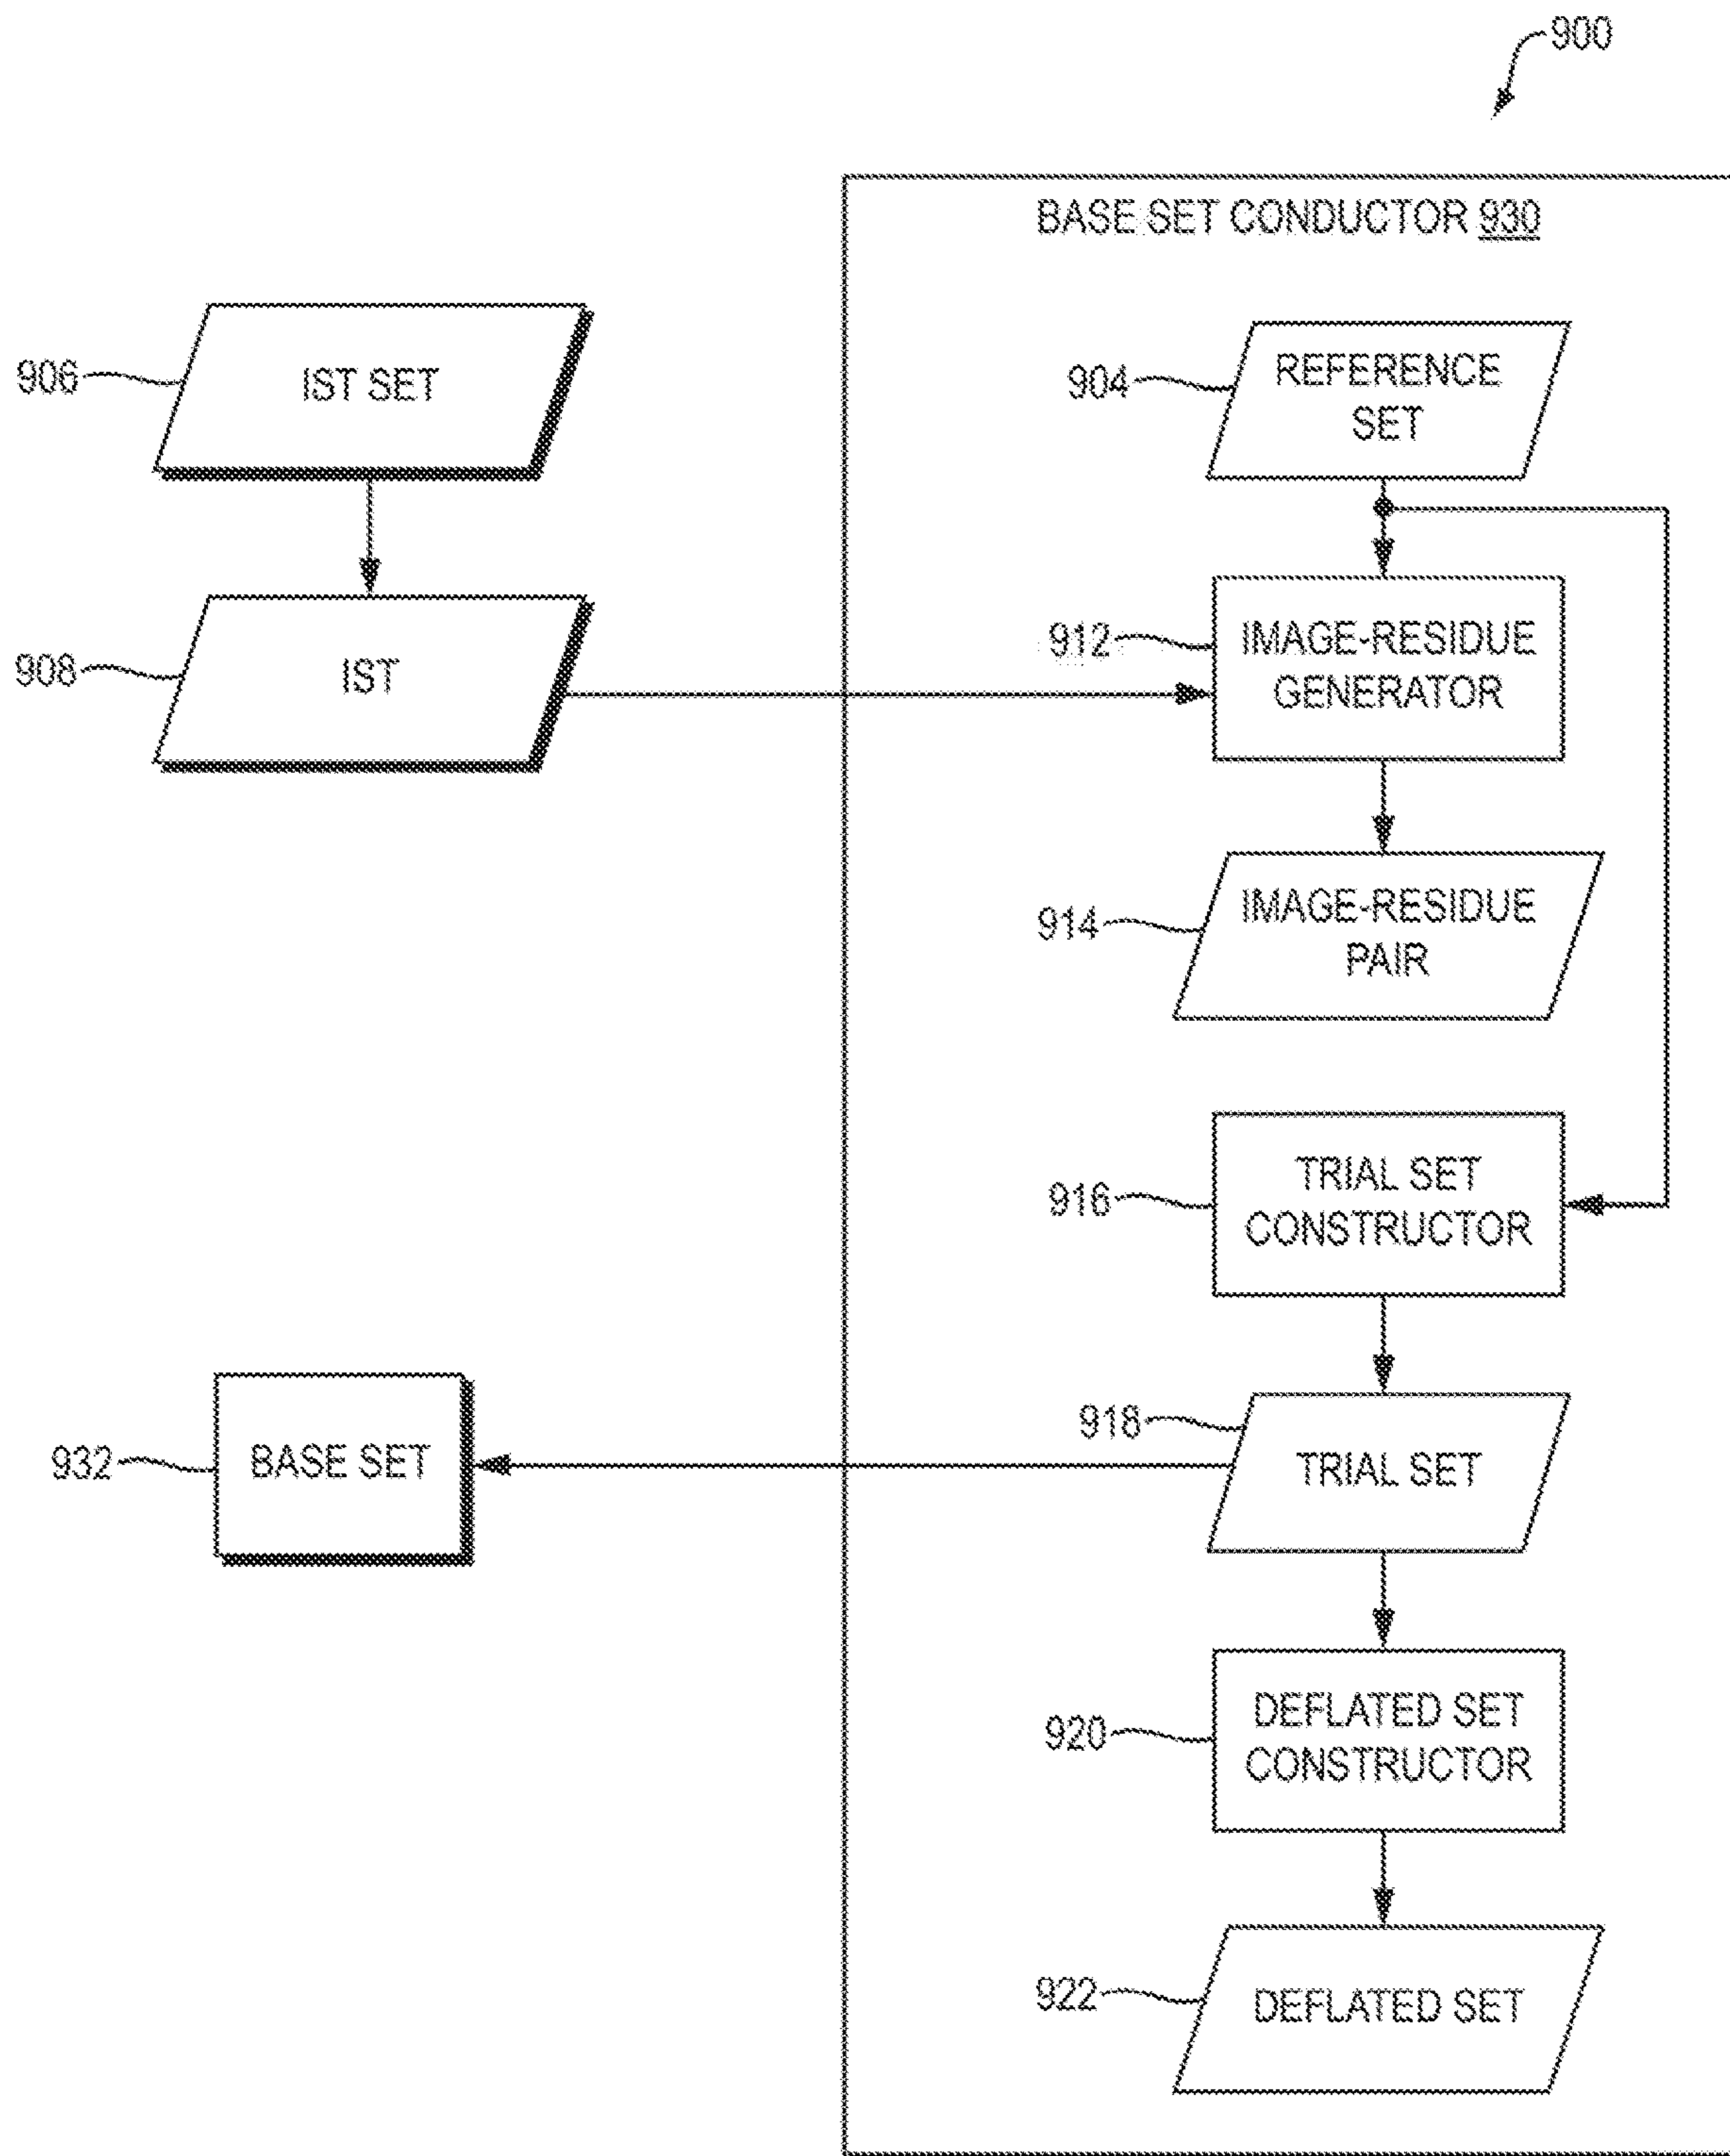 900
BASE SET CONDUCTOR 930
906
IST SET
904
REFERENCE
SET
908
IST
912
IMAGE-RESIDUE
GENERATOR
914
IMAGE-RESIDUE
PAIR
916
TRIAL SET
CONSTRUCTOR
932
BASE SET
918
TRIAL SET
920
DEFLATED SET
CONSTRUCTOR
922
DEFLATED SET